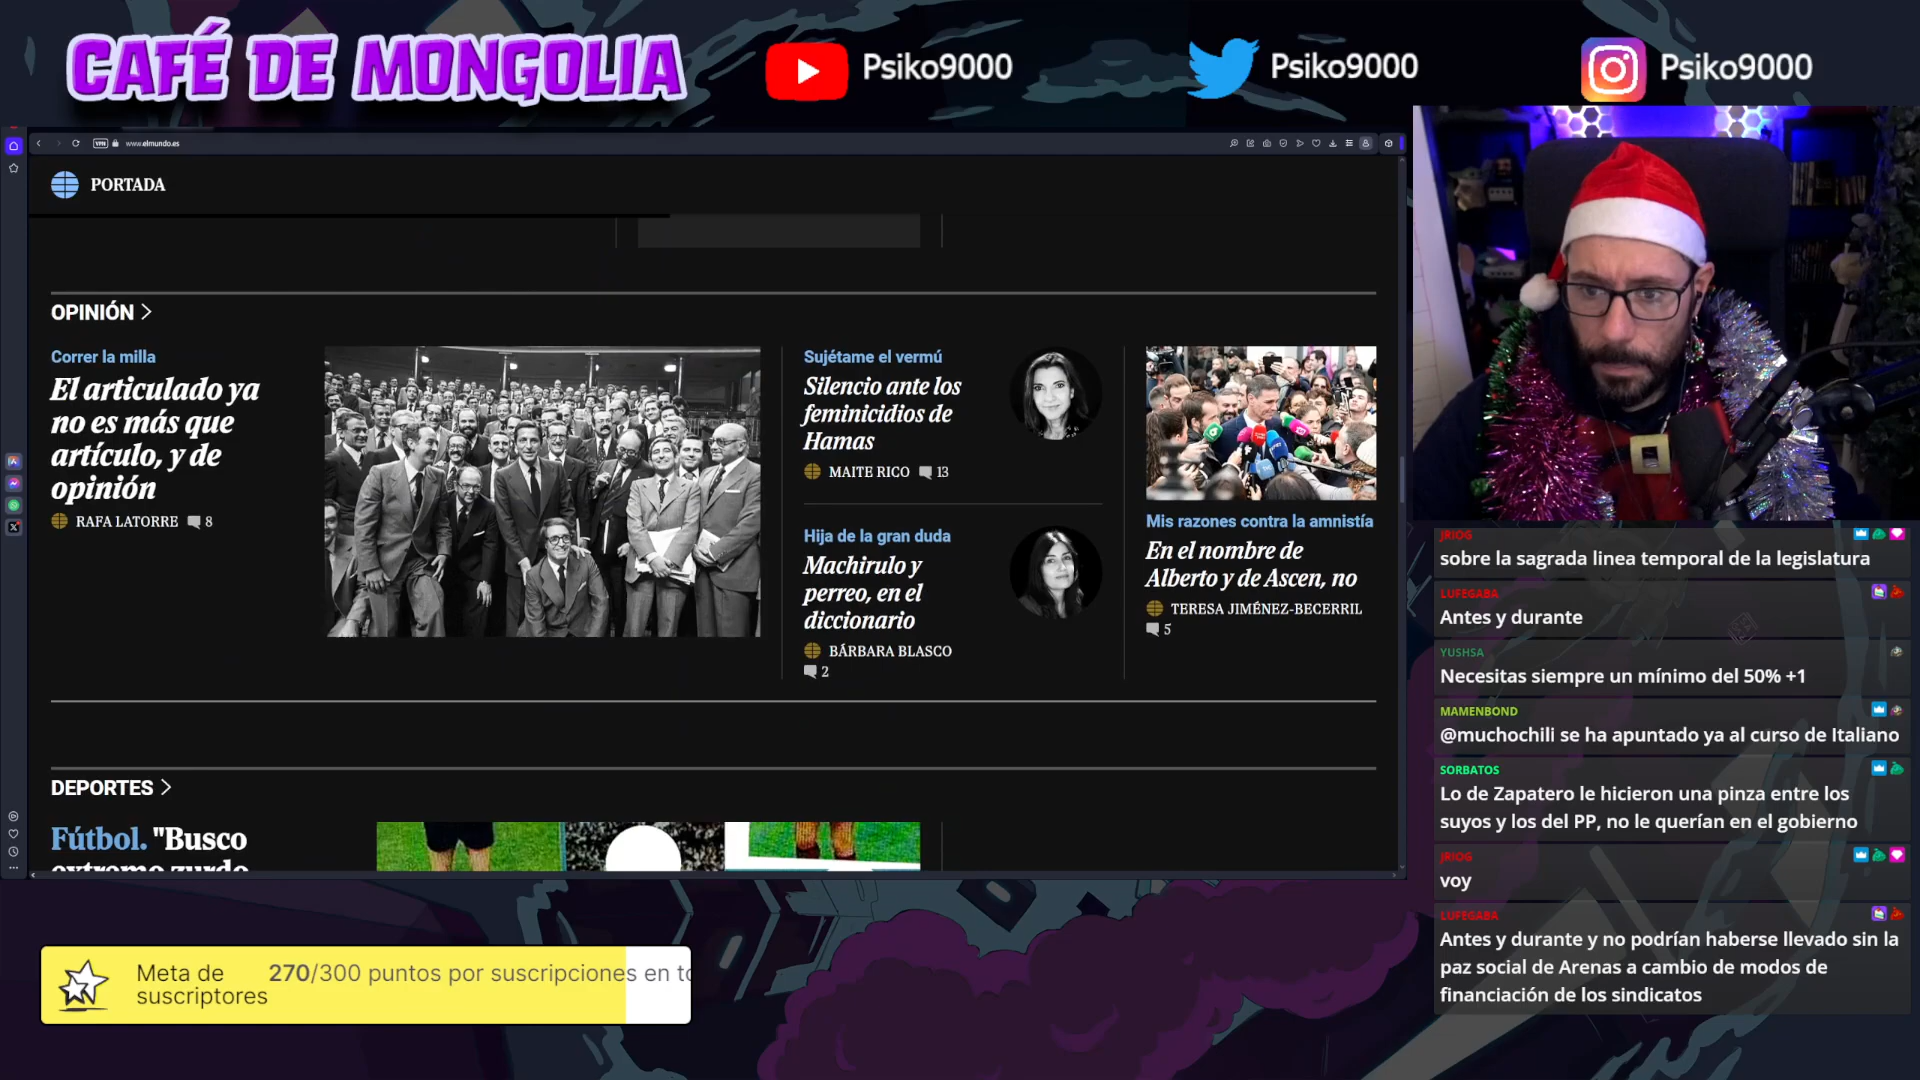 CAFÉ DE MONGOLIA
Psiko9000
Psiko9000
Psiko9000
VPN
www.elmundo.es
PORTADA
OPINIÓN
Correr la milla
El articulado ya
no es más que
artículo, y de
opinión
RAFA LATORRE 8
Sujétame el vermú
Silencio ante los
feminicidios de
Hamas
MAITE RICO 13
Hija de la gran duda
Machirulo y
perreo, en el
diccionario
BÁRBARA BLASCO
2
Mis razones contra la amnistía
En el nombre de
Alberto y de Ascen, no
TERESA JIMÉNEZ-BECERRIL
5
DEPORTES
Fútbol. "Busco
extremo zurdo
JRIOG
sobre la sagrada linea temporal de la legislatura
LUFEGABA
Antes y durante
YUSHSA
Necesitas siempre un mínimo del 50% +1
MAMENBOND
@muchochili se ha apuntado ya al curso de Italiano
SORBATOS
Lo de Zapatero le hicieron una pinza entre los
suyos y los del PP, no le querían en el gobierno
JRIOG
voy
LUFEGABA
Antes y durante y no podrían haberse llevado sin la
paz social de Arenas a cambio de modos de
financiación de los sindicatos
Meta de
suscriptores
270/300 puntos por suscripciones en to